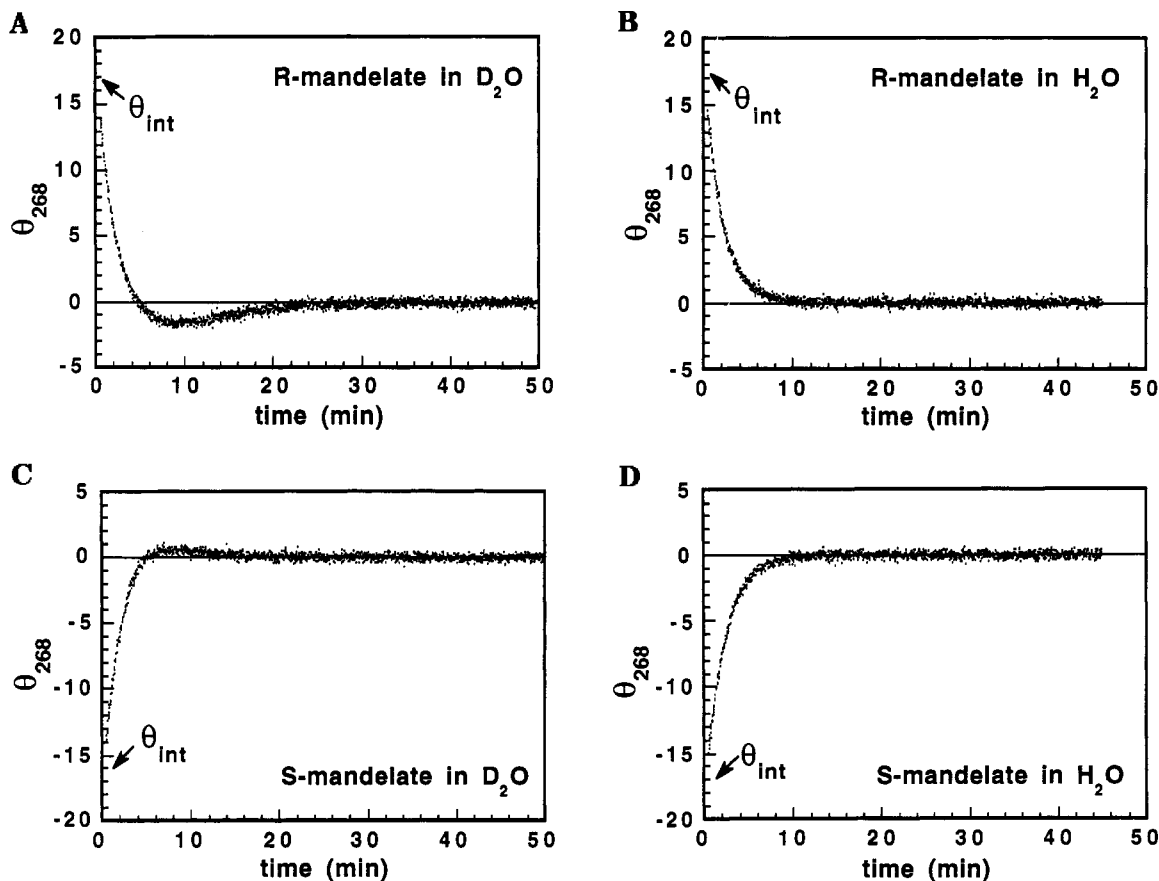 A
R-mandelate in D2O
θint
θ268
20
15
10
5
0
-5
0 10 20 30 40 50
time (min)
B
R-mandelate in H2O
θint
θ268
20
15
10
5
0
-5
0 10 20 30 40 50
time (min)
C
θ268
5
0
-5
-10
-15
-20
θint
S-mandelate in D2O
0 10 20 30 40 50
time (min)
D
θ268
5
0
-5
-10
-15
-20
θint
S-mandelate in H2O
0 10 20 30 40 50
time (min)